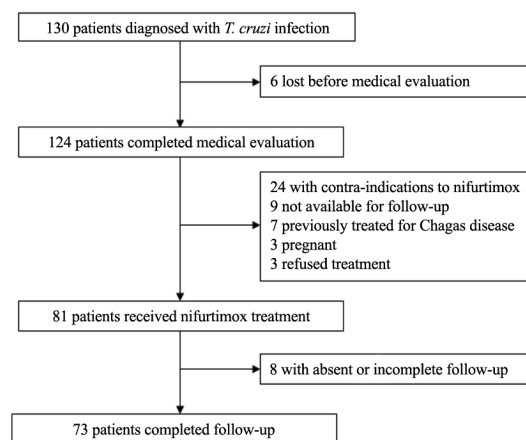 130 patients diagnosed with T. cruzi infection
6 lost before medical evaluation
124 patients completed medical evaluation
24 with contra-indications to nifurtimox
9 not available for follow-up
7 previously treated for Chagas disease
3 pregnant
3 refused treatment
81 patients received nifurtimox treatment
8 with absent or incomplete follow-up
73 patients completed follow-up